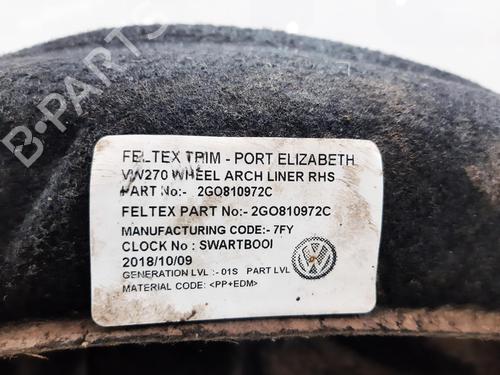 B-PARTS
FELTEX TRIM - PORT ELIZABETH
VW270 WHEEL ARCH LINER RHS
PART No:- 2GO810972C
FELTEX PART No:- 2GO810972C
MANUFACTURING CODE:- 7FY
CLOCK No : SWARTBOOI
2018/10/09
GENERATION LVL :- 01S PART LVL
MATERIAL CODE: <PP+EDM>